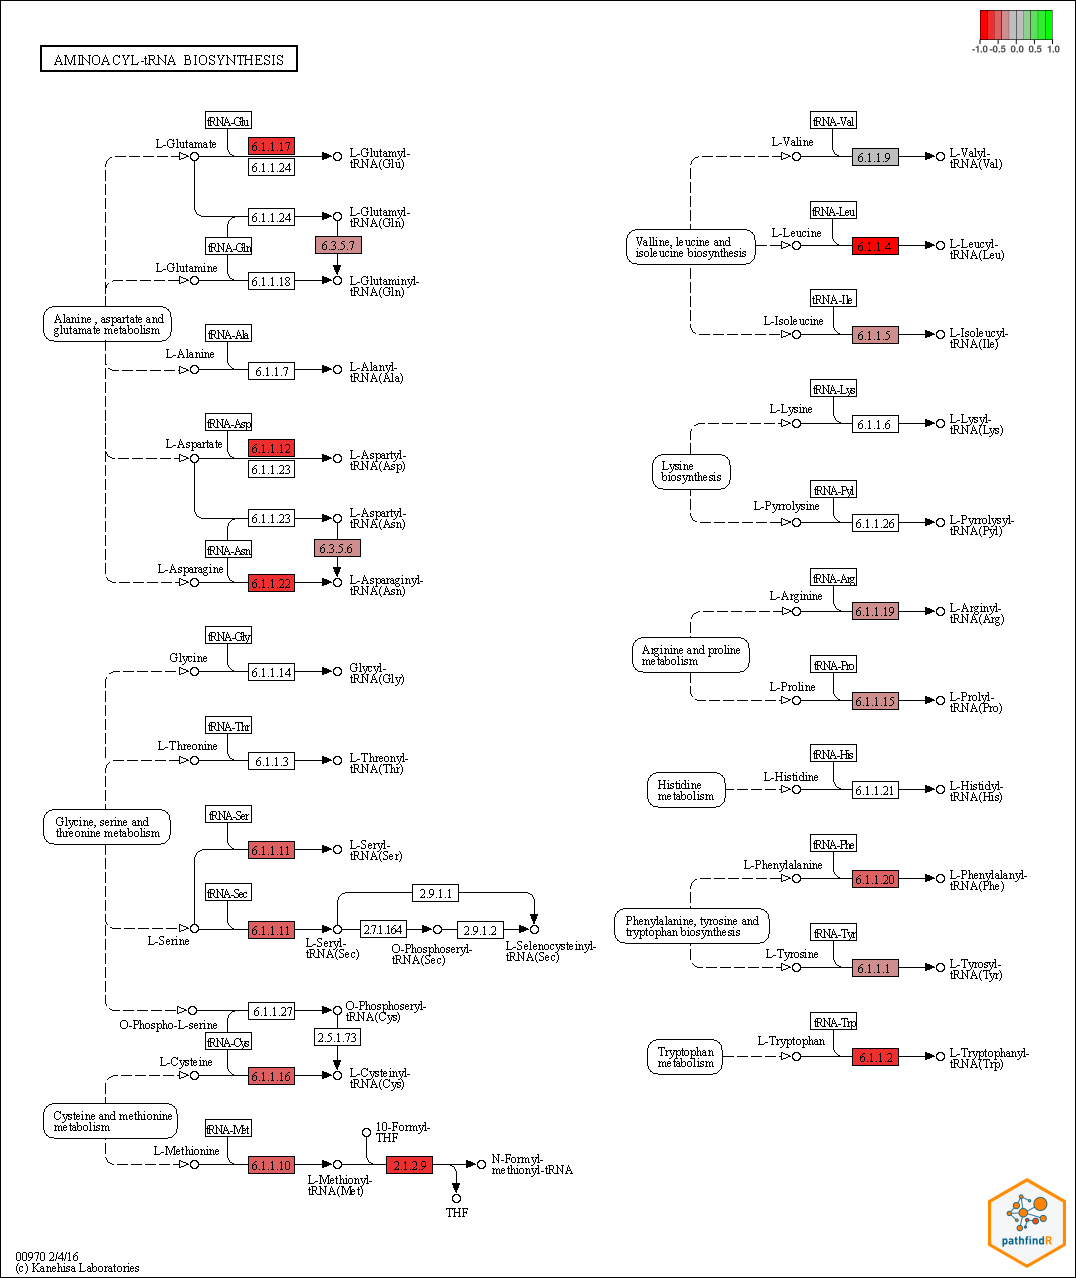 -1.0 -0.5 0.0 0.5 1.0
AMINOACYL-tRNA BIOSYNTHESIS
tRNA-Glu
L-Glutamate
6.1.1.17
6.1.1.24
L-Glutamyl-
tRNA(Glu)
6.1.1.24
L-Glutamyl-
tRNA(Gln)
tRNA-Gln
6.3.5.7
L-Glutamine
6.1.1.18
L-Glutaminyl-
tRNA(Gln)
Alanine , aspartate and
glutamate metabolism
tRNA-Ala
L-Alanine
6.1.1.7
L-Alanyl-
tRNA(Ala)
tRNA-Asp
L-Aspartate
6.1.1.12
6.1.1.23
L-Aspartyl-
tRNA(Asp)
6.1.1.23
L-Aspartyl-
tRNA(Asn)
tRNA-Asn
6.3.5.6
L-Asparagine
6.1.1.22
L-Asparaginyl-
tRNA(Asn)
tRNA-Gly
Glycine
6.1.1.14
Glycyl-
tRNA(Gly)
tRNA-Thr
L-Threonine
6.1.1.3
L-Threonyl-
tRNA(Thr)
Glycine, serine and
threonine metabolism
tRNA-Ser
6.1.1.11
L-Seryl-
tRNA(Ser)
tRNA-Sec
L-Serine
6.1.1.11
L-Seryl-
tRNA(Sec)
2.9.1.1
2.7.1.164
O-Phosphoseryl-
tRNA(Sec)
2.9.1.2
L-Selenocysteinyl-
tRNA(Sec)
O-Phospho-L-serine
6.1.1.27
O-Phosphoseryl-
tRNA(Cys)
tRNA-Cys
2.5.1.73
L-Cysteine
6.1.1.16
L-Cysteinyl-
tRNA(Cys)
Cysteine and methionine
metabolism
tRNA-Met
L-Methionine
6.1.1.10
L-Methionyl-
tRNA(Met)
10-Formyl-
THF
2.1.2.9
N-Formyl-
methionyl-tRNA
THF
tRNA-Val
L-Valine
6.1.1.9
L-Valyl-
tRNA(Val)
tRNA-Leu
Valline, leucine and
isoleucine biosynthesis
L-Leucine
6.1.1.4
L-Leucyl-
tRNA(Leu)
tRNA-Ile
L-Isoleucine
6.1.1.5
L-Isoleucyl-
tRNA(Ile)
tRNA-Lys
L-Lysine
6.1.1.6
L-Lysyl-
tRNA(Lys)
Lysine
biosynthesis
tRNA-Pyl
L-Pyrrolysine
6.1.1.26
L-Pyrrolysyl-
tRNA(Pyl)
tRNA-Arg
L-Arginine
6.1.1.19
L-Arginyl-
tRNA(Arg)
Arginine and proline
metabolism
tRNA-Pro
L-Proline
6.1.1.15
L-Prolyl-
tRNA(Pro)
tRNA-His
Histidine
metabolism
L-Histidine
6.1.1.21
L-Histidyl-
tRNA(His)
tRNA-Phe
L-Phenylalanine
6.1.1.20
L-Phenylalanyl-
tRNA(Phe)
Phenylalanine, tyrosine and
tryptophan biosynthesis
tRNA-Tyr
L-Tyrosine
6.1.1.1
L-Tyrosyl-
tRNA(Tyr)
tRNA-Trp
Tryptophan
metabolism
L-Tryptophan
6.1.1.2
L-Tryptophanyl-
tRNA(Trp)
pathfindR
00970 2/4/16
(c) Kanehisa Laboratories